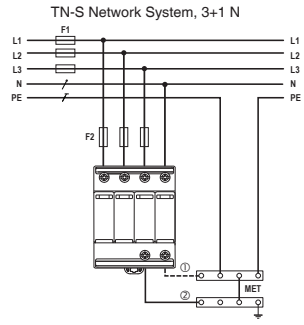 TN-S Network System, 3+1 N
F1
L1 L1
L2 L2
L3 L3
N N
PE PE
F2
①
MET
②